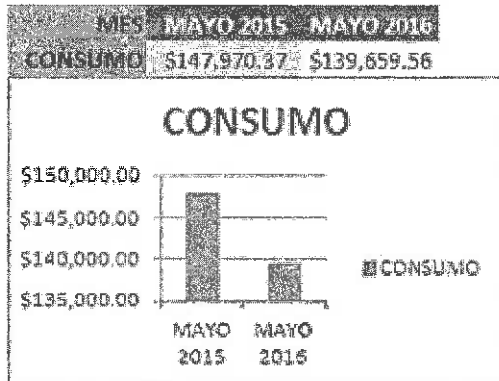 MES MAYO 2015 MAYO 2016
CONSUMO $147,970.37 $139,659.56
CONSUMO
$150,000.00
$145,000.00
$140,000.00
$135,000.00
MAYO 2015
MAYO 2016
CONSUMO